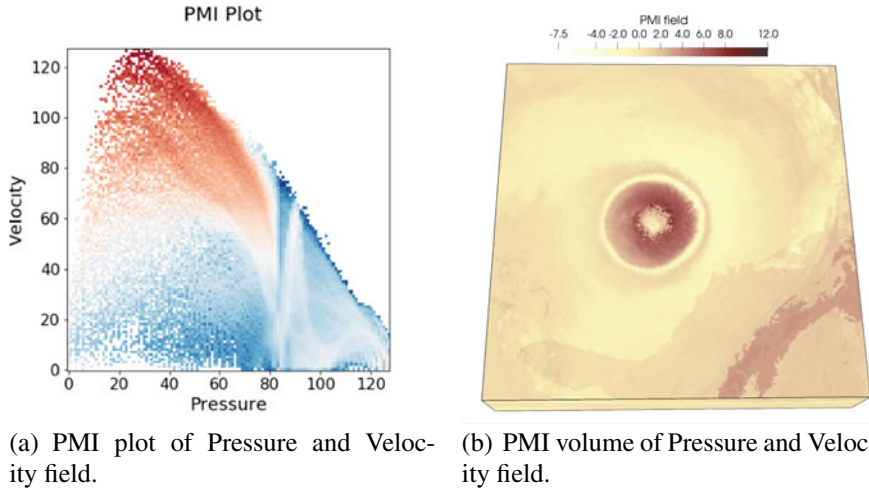 PMI Plot
120
100
80
60
40
20
0
Velocity
0 20 40 60 80 100 120
Pressure
PMI field
-7.5 -4.0 -2.0 0.0 2.0 4.0 6.0 8.0 12.0
(a) PMI plot of Pressure and Veloc-
ity field.
(b) PMI volume of Pressure and Veloc
ity field.